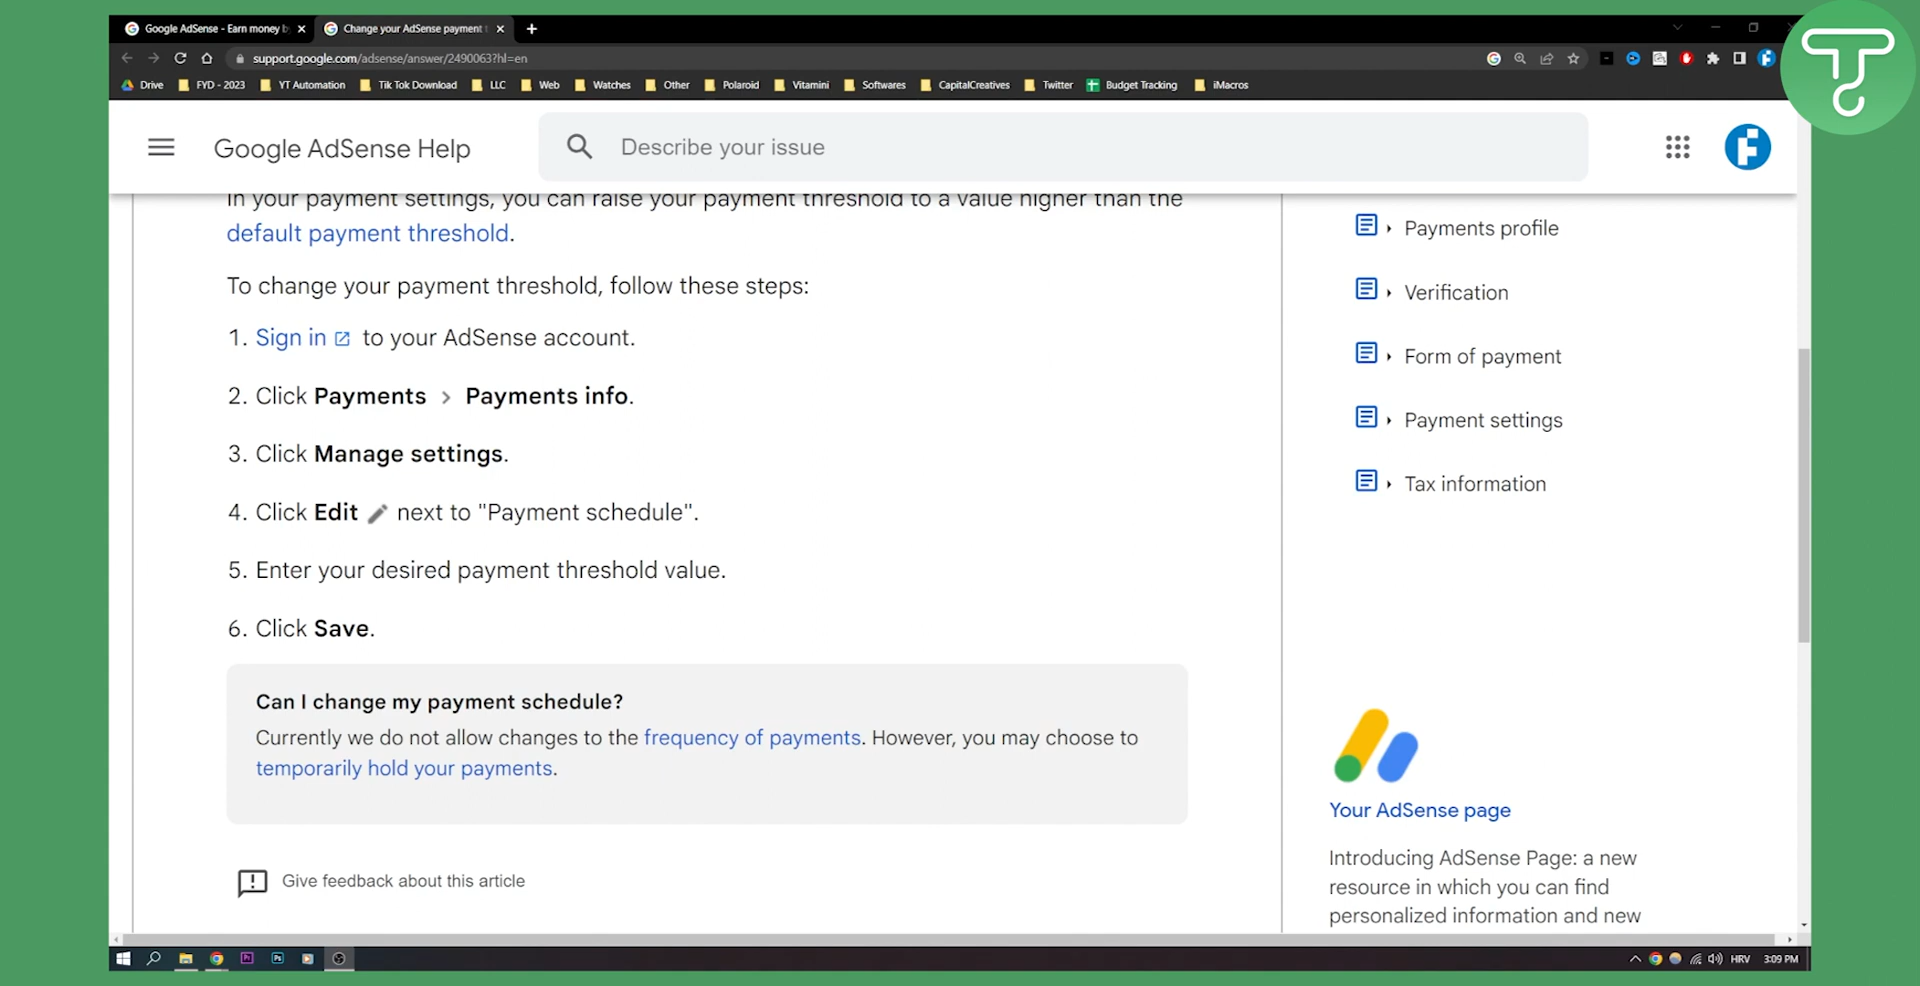 Google AdSense - Earn money b
Change your AdSense payment
support.google.com/adsense/answer/2490063?hl=en
Drive
FYD - 2023
YT Automation
Tik Tok Download
LLC
Web
Watches
Other
Polaroid
Vitamini
Softwares
CapitalCreatives
Twitter
Budget Tracking
iMacros
Google AdSense Help
Describe your issue
In your payment settings, you can raise your payment threshold to a value higher than the
default payment threshold.
To change your payment threshold, follow these steps:
1. Sign in to your AdSense account.
2. Click Payments > Payments info.
3. Click Manage settings.
4. Click Edit next to "Payment schedule".
5. Enter your desired payment threshold value.
6. Click Save.
Can I change my payment schedule?
Currently we do not allow changes to the frequency of payments. However, you may choose to
temporarily hold your payments.
Give feedback about this article
Payments profile
Verification
Form of payment
Payment settings
Tax information
Your AdSense page
Introducing AdSense Page: a new
resource in which you can find
personalized information and new
HRV
3:09 PM